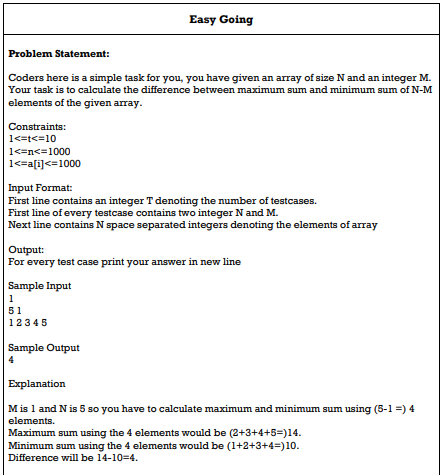 Easy Going
Problem Statement:
Coders here is a simple task for you, you have given an array of size N and an integer M.
Your task is to calculate the difference between maximum sum and minimum sum of N-M
elements of the given array.
Constraints:
1<=t<=10
1<=n<=1000
1<=a[i]<=1000
Input Format:
First line contains an integer T denoting the number of testcases.
First line of every testcase contains two integer N and M.
Next line contains N space separated integers denoting the elements of array
Output:
For every test case print your answer in new line
Sample Input
1
5 1
1 2 3 4 5
Sample Output
4
Explanation
M is 1 and N is 5 so you have to calculate maximum and minimum sum using (5-1 =) 4
elements.
Maximum sum using the 4 elements would be (2+3+4+5=)14.
Minimum sum using the 4 elements would be (1+2+3+4=)10.
Difference will be 14-10=4.